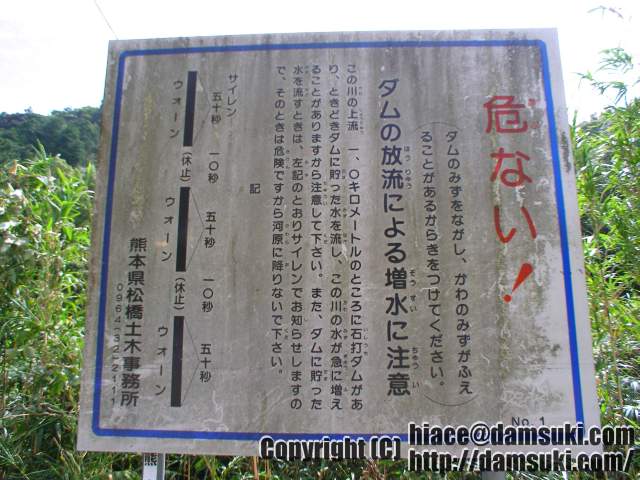 危ない!
ダムのみずをながし、かわのみずがふえ
ることがあるからきをつけてください。
ダムの放流による増水に注意
この川の上流 一、〇キロメートルのところに石打ダムがあ
り、ときどきダムに貯った水を流し、この川の水が急に増え
ることがありますから注意して下さい。また、ダムに貯った
水を流すときは、左記のとおりサイレンでお知らせしますの
で、そのときは危険ですから河原に降りないで下さい。
記
サイレン
五十秒 一〇秒 五十秒 一〇秒 五十秒
ウオーン (休止) ウオーン (休止) ウオーン
熊本県松橋土木事務所
0964-32-2111
No. 1
熊
Copyright (C) hiace@damsuki.com
http://damsuki.com/